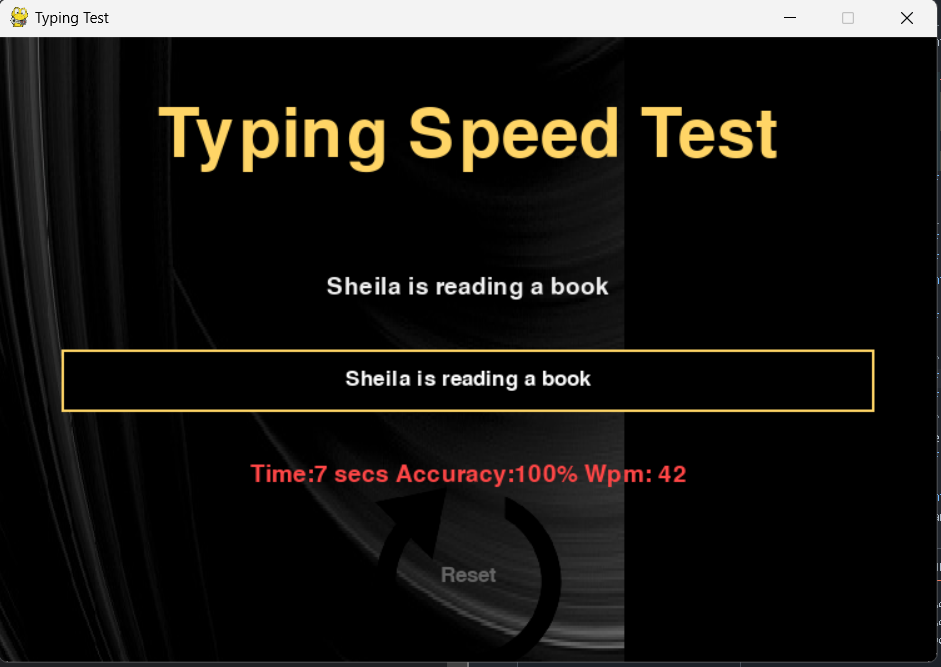 Typing Test
Typing Speed Test
Sheila is reading a book
Sheila is reading a book
Time:7 secs Accuracy:100% Wpm: 42
Reset